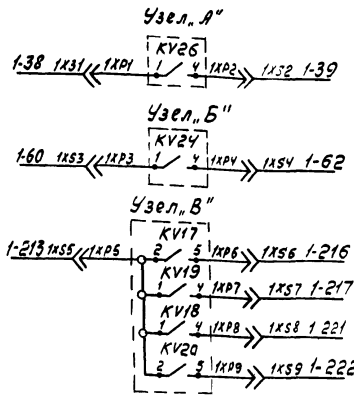 Узел„А"
KV26
1-38 1XS1 1XP1 1 4 1XP2 1XS2 1-39
Узел„Б"
KV24
1-60 1XS3 1XP3 1 4 1XP4 1XS4 1-62
Узел„В"
KV17
1-213 1XS5 1XP5 2 5 1XP6 1XS6 1-216
KV19
1 4 1XP7 1XS7 1-217
KV18
1 4 1XP8 1XS8 1-221
KV20
2 5 1XP9 1XS9 1-222